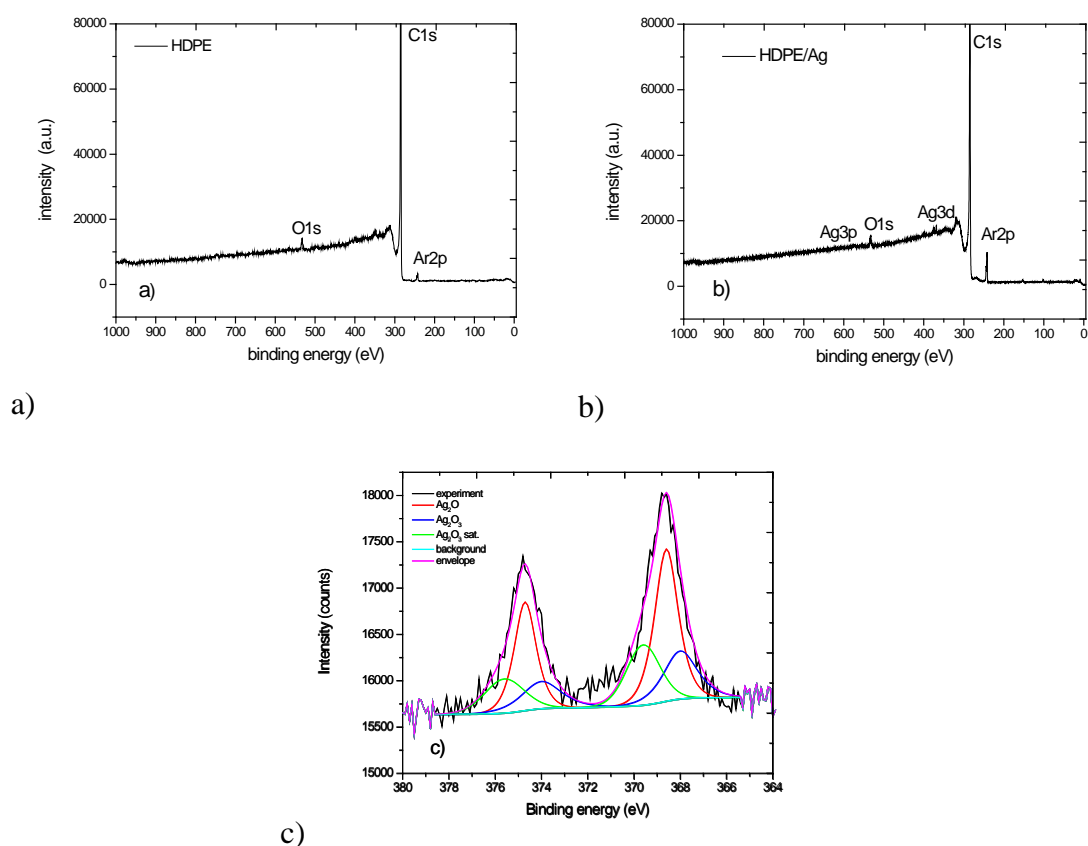 80000
60000
40000
20000
0
intensity (a.u.)
HDPE
C1s
O1s
Ar2p
a)
1000 900 800 700 600 500 400 300 200 100 0
binding energy (eV)
a)
80000
60000
40000
20000
0
intensity (a.u.)
HDPE/Ag
C1s
Ag3p
O1s
Ag3d
Ar2p
b)
1000 900 800 700 600 500 400 300 200 100 0
binding energy (eV)
b)
18000
17500
17000
16500
16000
15500
15000
Intensity (counts)
experiment
Ag₂O
Ag₂O₃
Ag₂O₃ sat.
background
envelope
c)
380 378 376 374 372 370 368 366 364
Binding energy (eV)
c)